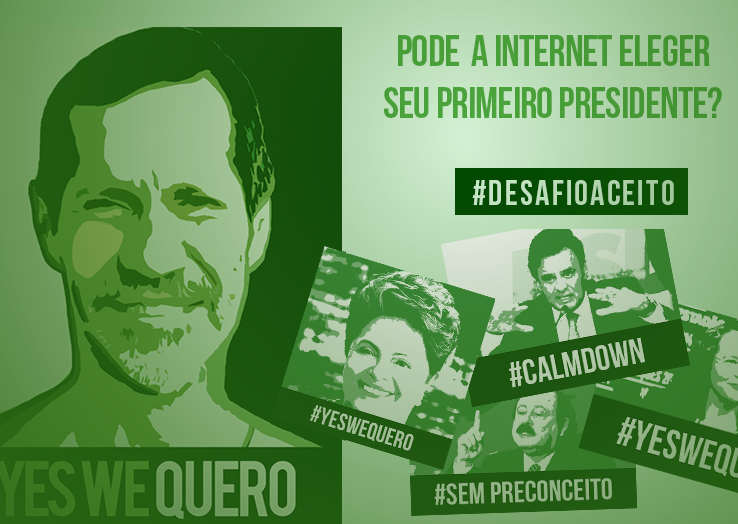 PODE A INTERNET ELEGER
SEU PRIMEIRO PRESIDENTE?
#DESAFIOACEITO
#CALMDOWN
#YESWEQUERO
#YESWEQU
#SEM PRECONCEITO
YES WE QUERO